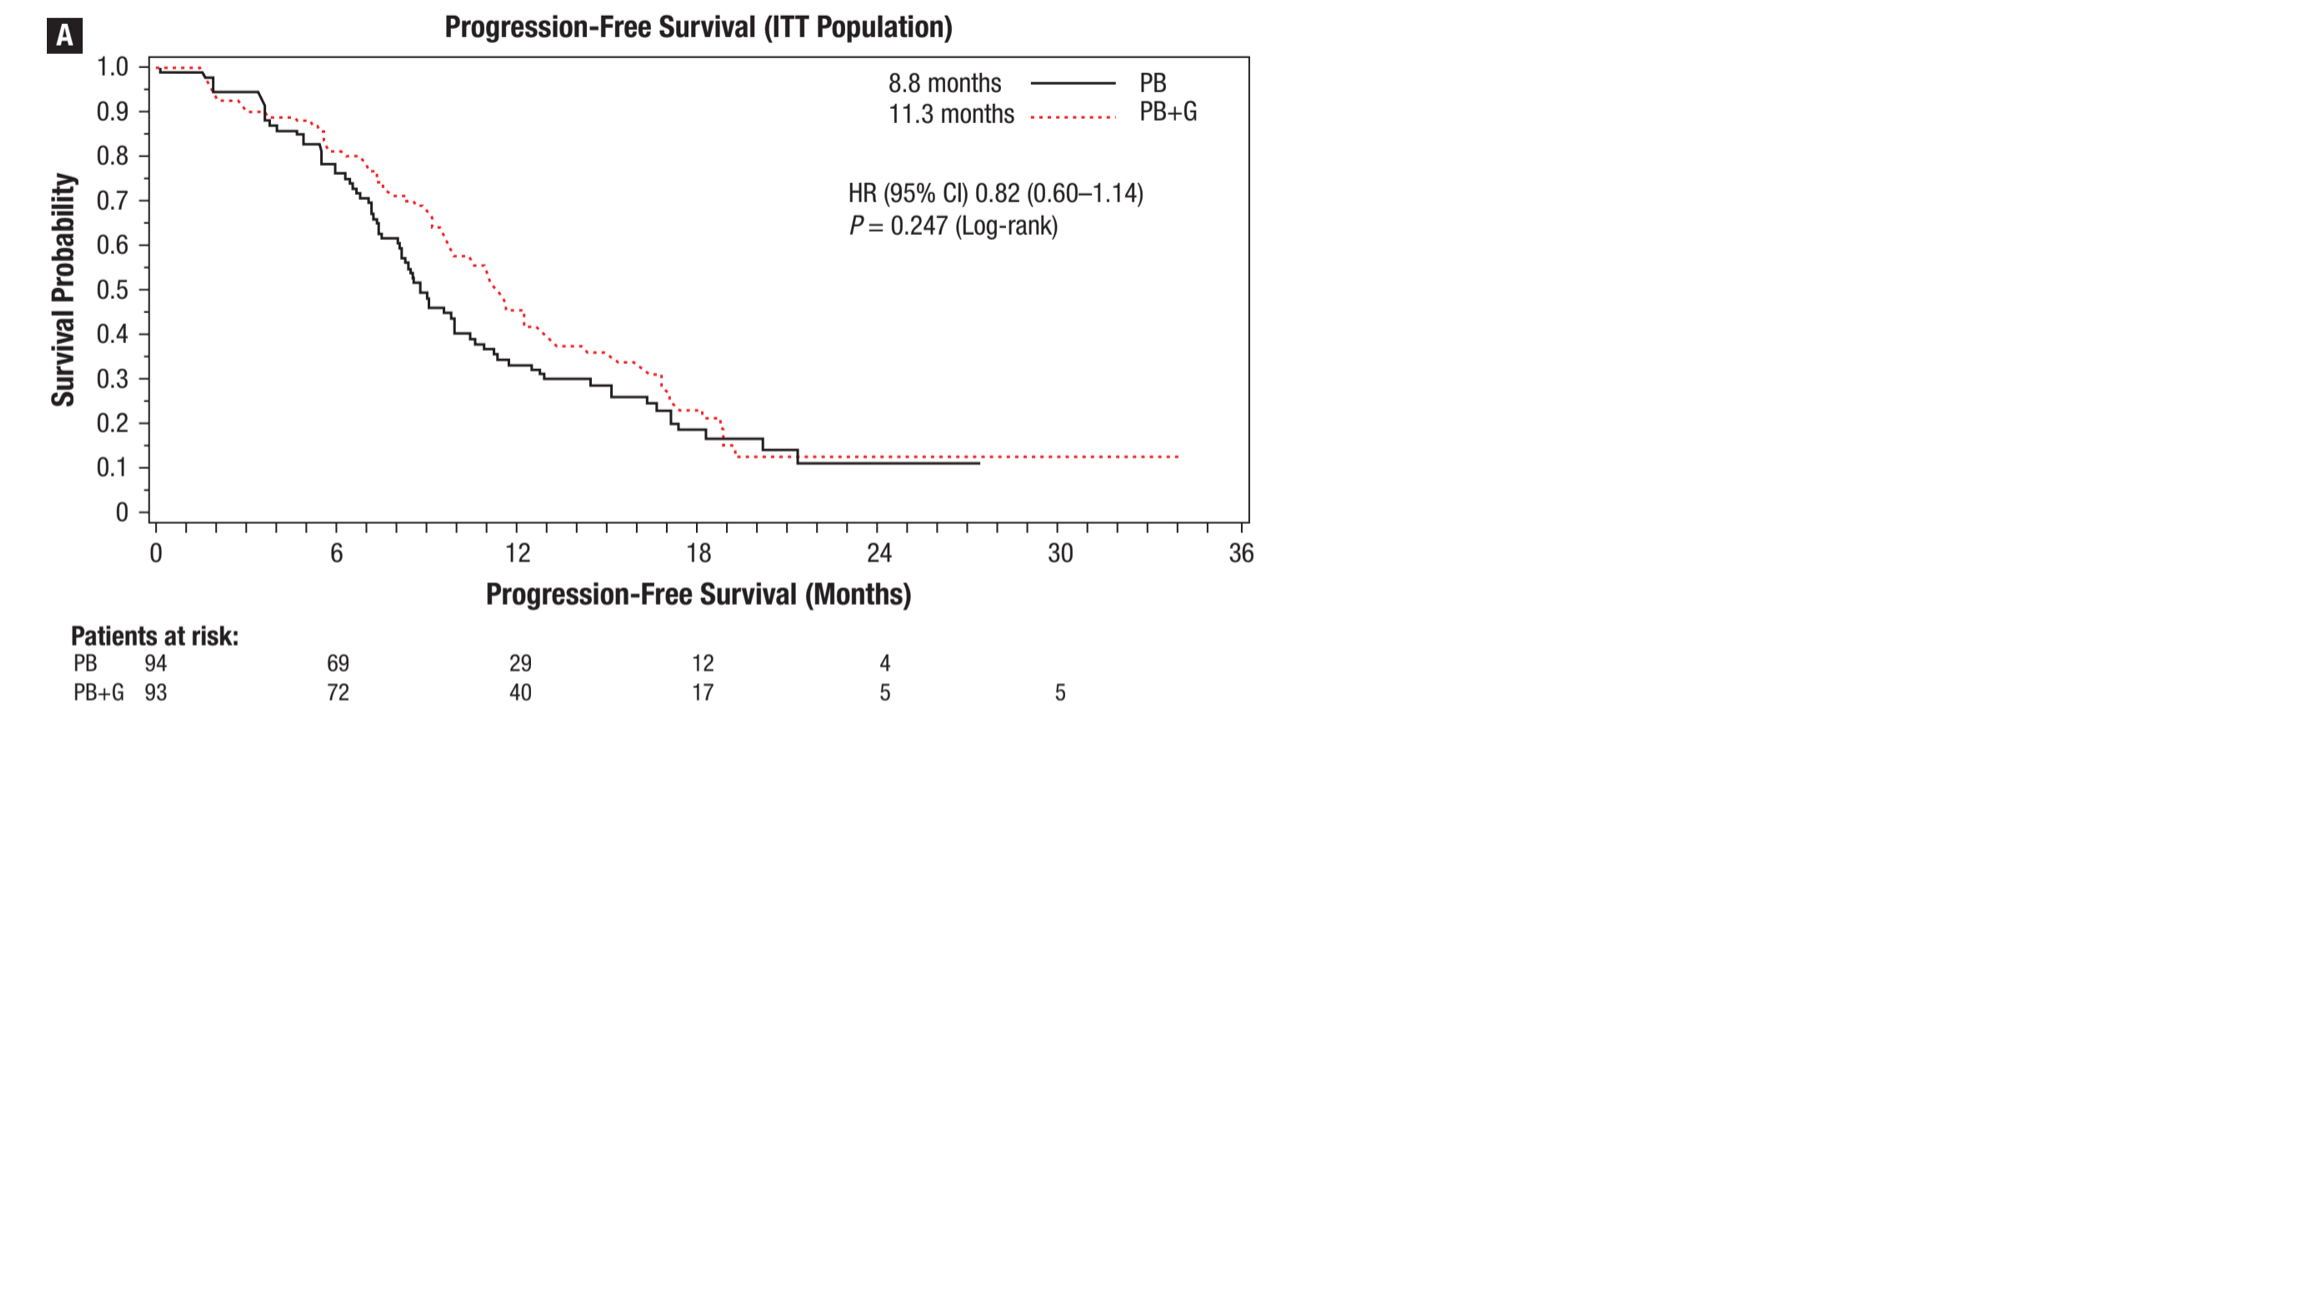 A
Progression-Free Survival (ITT Population)
8.8 months PB
11.3 months PB+G
HR (95% CI) 0.82 (0.60–1.14)
P = 0.247 (Log-rank)
Survival Probability
1.0
0.9
0.8
0.7
0.6
0.5
0.4
0.3
0.2
0.1
0
0 6 12 18 24 30 36
Progression-Free Survival (Months)
Patients at risk:
PB 94 69 29 12 4
PB+G 93 72 40 17 5 5